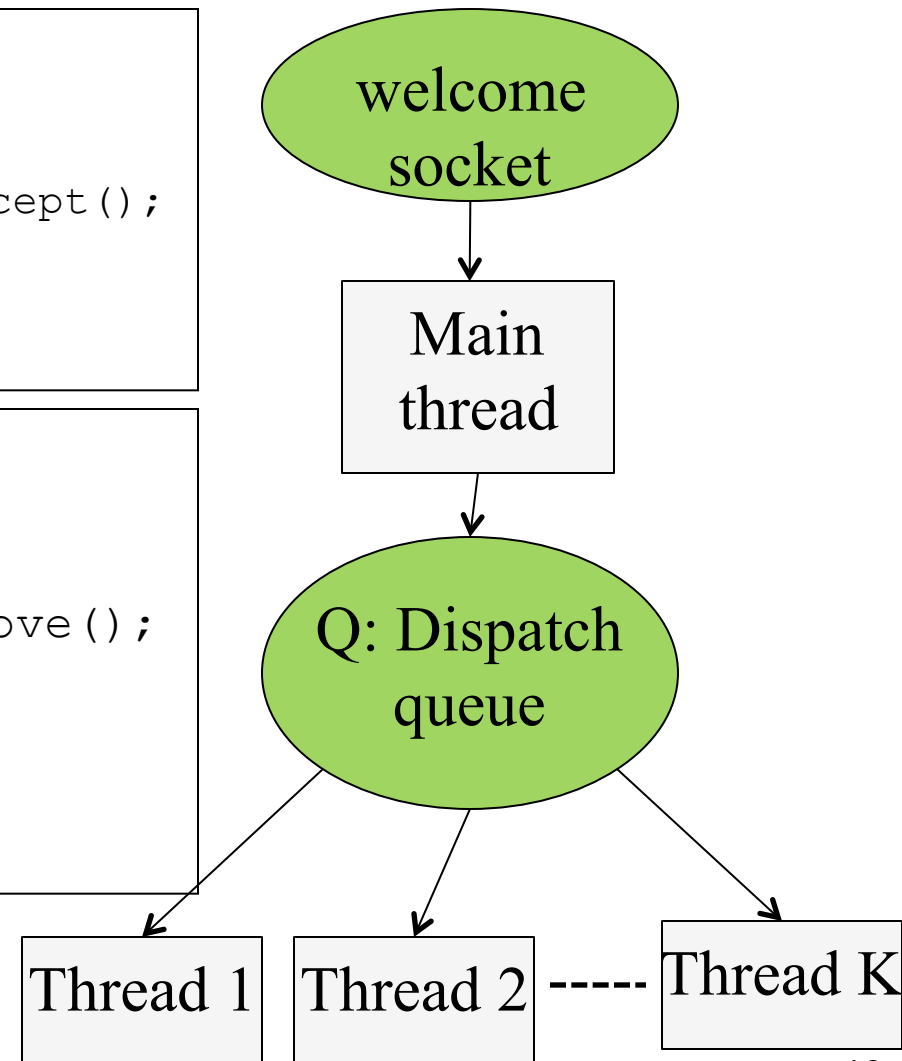 cept();
ove();
welcome
socket
Main
thread
Q: Dispatch
queue
Thread 1
Thread 2
Thread K